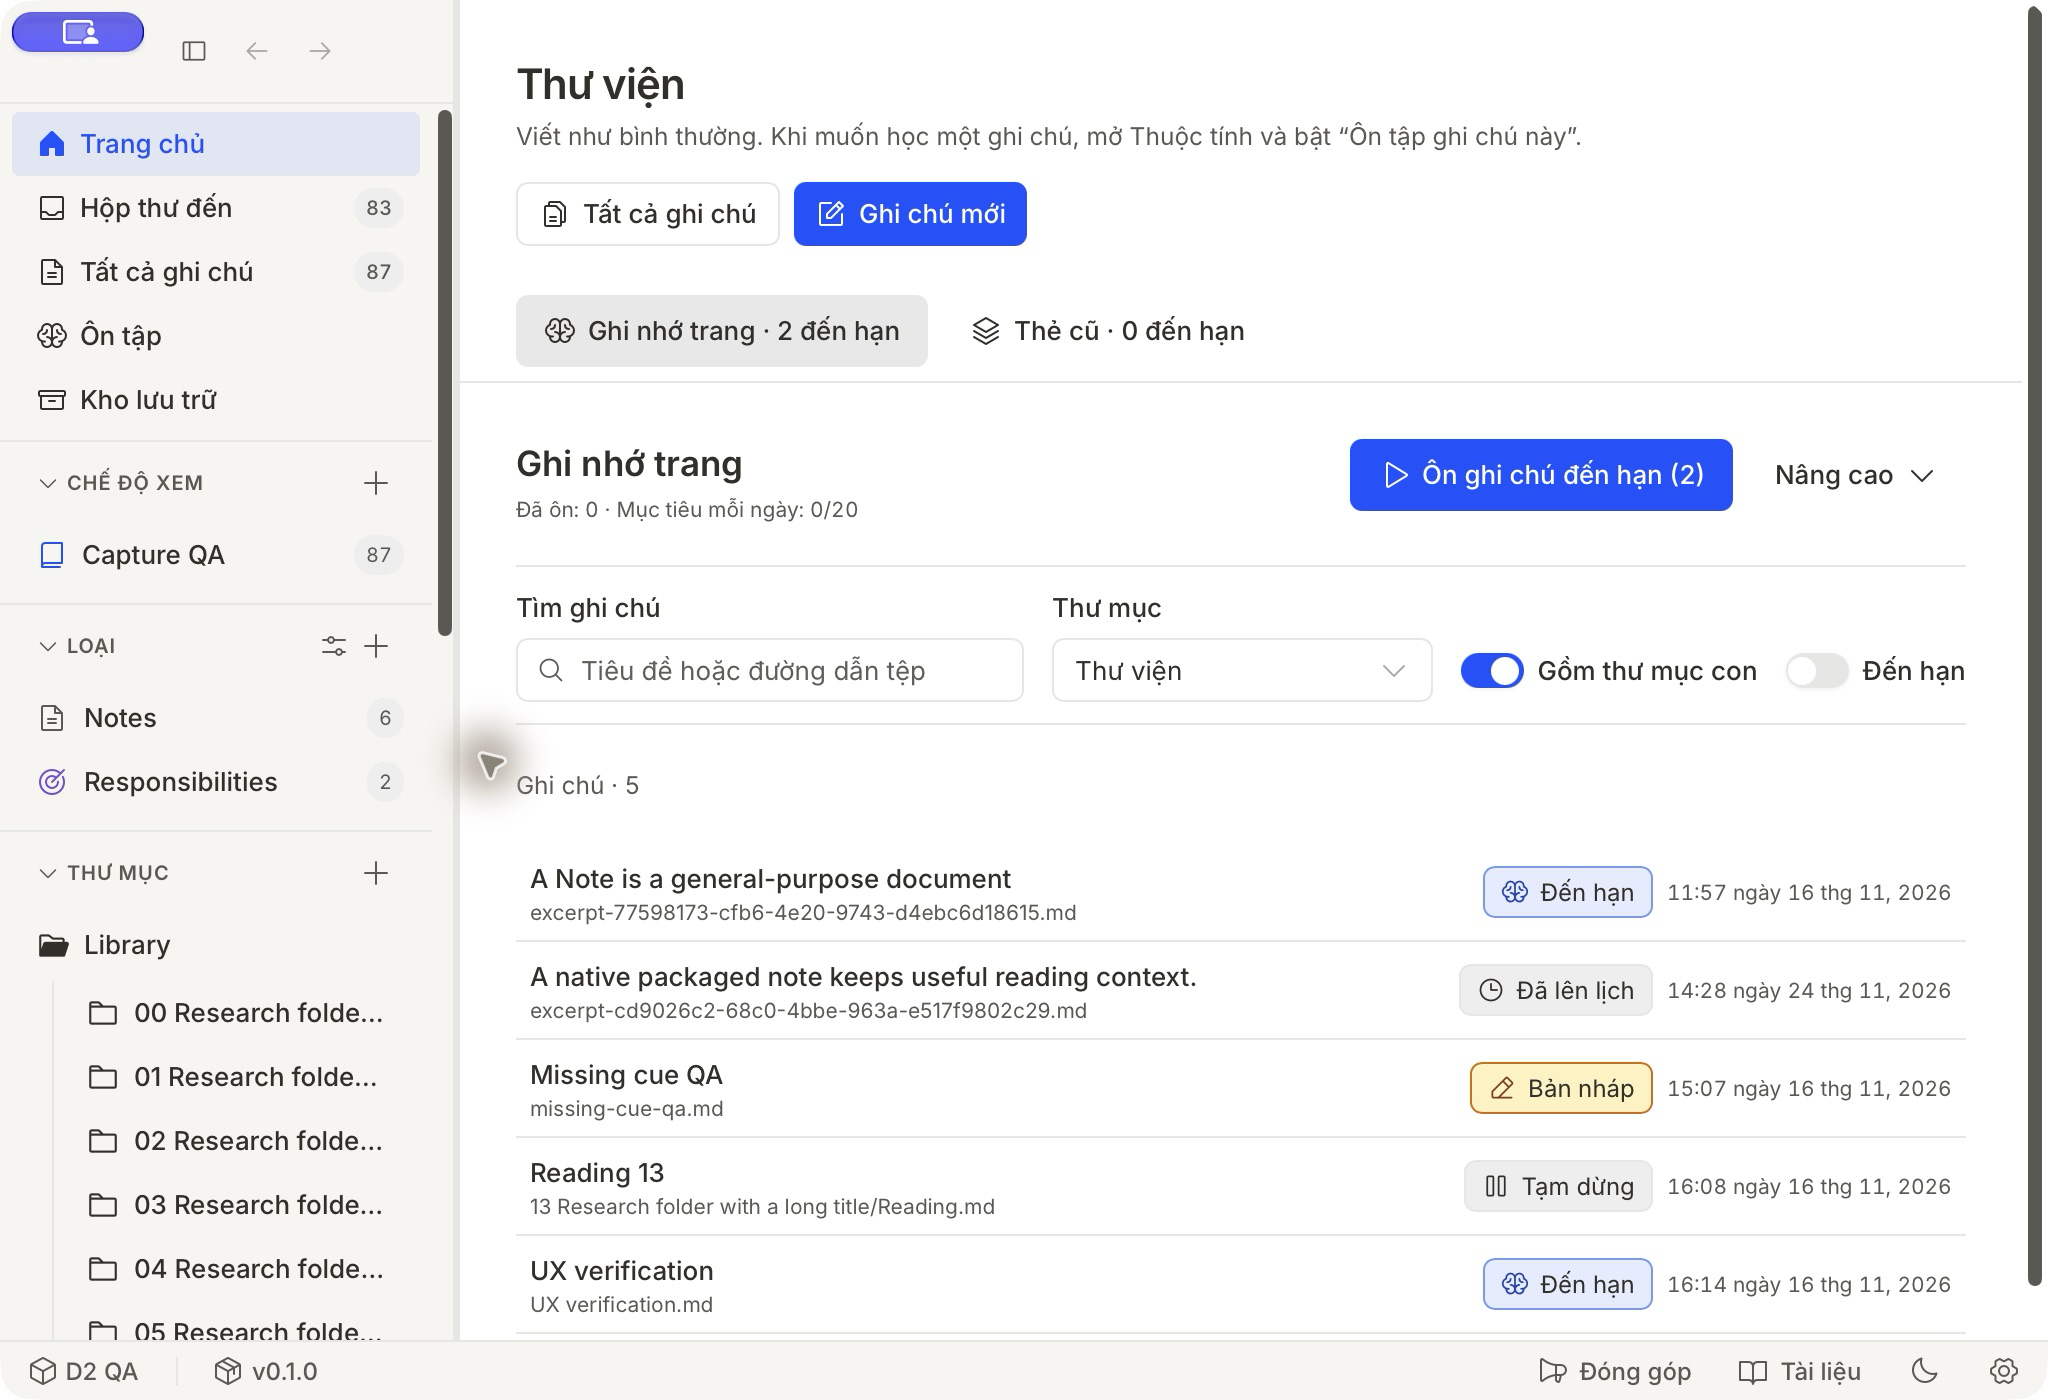 Trang chủ
Hộp thư đến 83
Tất cả ghi chú 87
Ôn tập
Kho lưu trữ
CHẾ ĐỘ XEM
Capture QA 87
LOẠI
Notes 6
Responsibilities 2
THƯ MỤC
Library
00 Research folde...
01 Research folde...
02 Research folde...
03 Research folde...
04 Research folde...
05 Research folde...
Thư viện
Viết như bình thường. Khi muốn học một ghi chú, mở Thuộc tính và bật “Ôn tập ghi chú này”.
Tất cả ghi chú Ghi chú mới
Ghi nhớ trang · 2 đến hạn Thẻ cũ · 0 đến hạn
Ghi nhớ trang
Đã ôn: 0 · Mục tiêu mỗi ngày: 0/20
Ôn ghi chú đến hạn (2) Nâng cao
Tìm ghi chú Thư mục
Tiêu đề hoặc đường dẫn tệp Thư viện Gồm thư mục con Đến hạn
Ghi chú · 5
A Note is a general-purpose document
excerpt-77598173-cfb6-4e20-9743-d4ebc6d18615.md
Đến hạn 11:57 ngày 16 thg 11, 2026
A native packaged note keeps useful reading context.
excerpt-cd9026c2-68c0-4bbe-963a-e517f9802c29.md
Đã lên lịch 14:28 ngày 24 thg 11, 2026
Missing cue QA
missing-cue-qa.md
Bản nháp 15:07 ngày 16 thg 11, 2026
Reading 13
13 Research folder with a long title/Reading.md
Tạm dừng 16:08 ngày 16 thg 11, 2026
UX verification
UX verification.md
Đến hạn 16:14 ngày 16 thg 11, 2026
D2 QA v0.1.0 Đóng góp Tài liệu